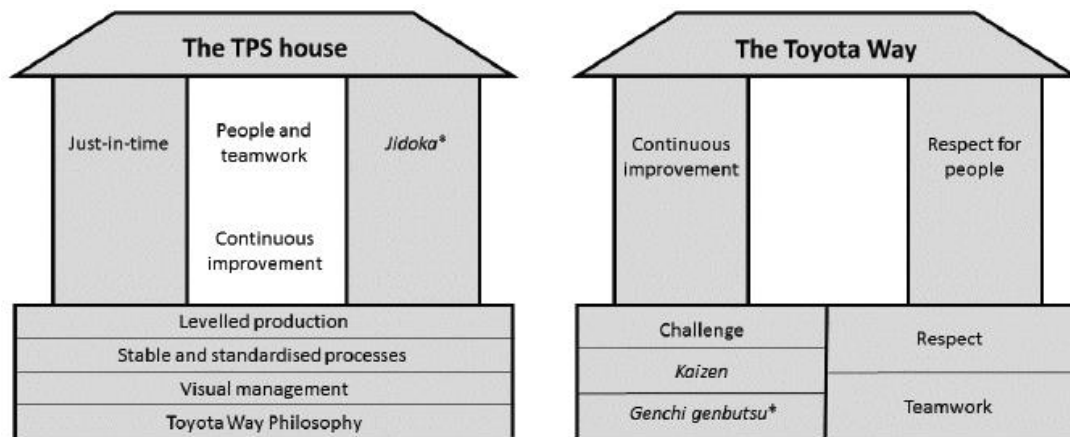 The TPS house
Just-in-time
People and
teamwork
Jidoka*
Continuous
improvement
Levelled production
Stable and standardised processes
Visual management
Toyota Way Philosophy
The Toyota Way
Continuous
improvement
Respect for
people
Challenge
Kaizen
Genchi genbutsu*
Respect
Teamwork